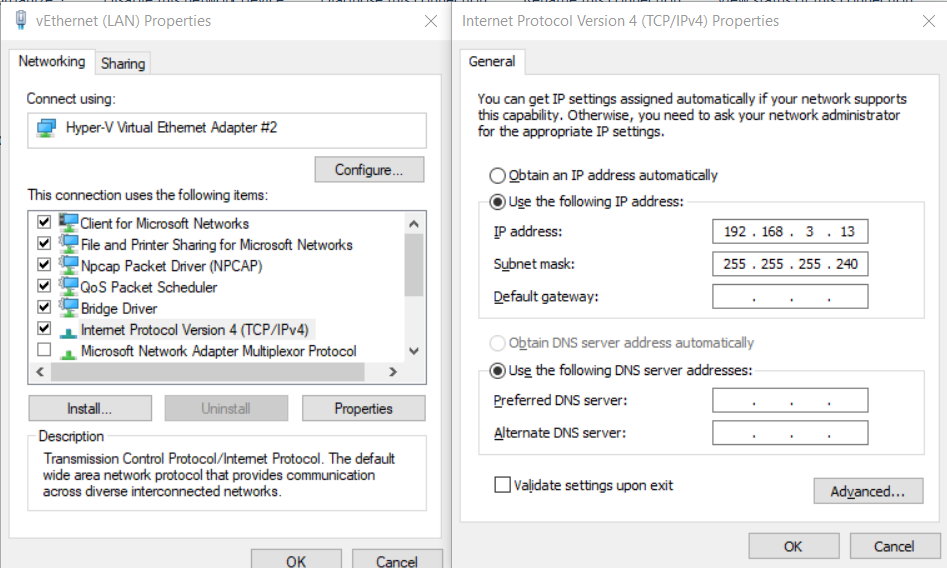 vEthernet (LAN) Properties
Networking
Sharing
Connect using:
Hyper-V Virtual Ethernet Adapter #2
Configure...
This connection uses the following items:
Client for Microsoft Networks
File and Printer Sharing for Microsoft Networks
Npcap Packet Driver (NPCAP)
QoS Packet Scheduler
Bridge Driver
Internet Protocol Version 4 (TCP/IPv4)
Microsoft Network Adapter Multiplexor Protocol
Install...
Uninstall
Properties
Description
Transmission Control Protocol/Internet Protocol. The default
wide area network protocol that provides communication
across diverse interconnected networks.
OK
Cancel
Internet Protocol Version 4 (TCP/IPv4) Properties
General
You can get IP settings assigned automatically if your network supports
this capability. Otherwise, you need to ask your network administrator
for the appropriate IP settings.
Obtain an IP address automatically
Use the following IP address:
IP address: 192 . 168 . 3 . 13
Subnet mask: 255 . 255 . 255 . 240
Default gateway: . . .
Obtain DNS server address automatically
Use the following DNS server addresses:
Preferred DNS server: . . .
Alternate DNS server: . . .
Validate settings upon exit
Advanced...
OK
Cancel